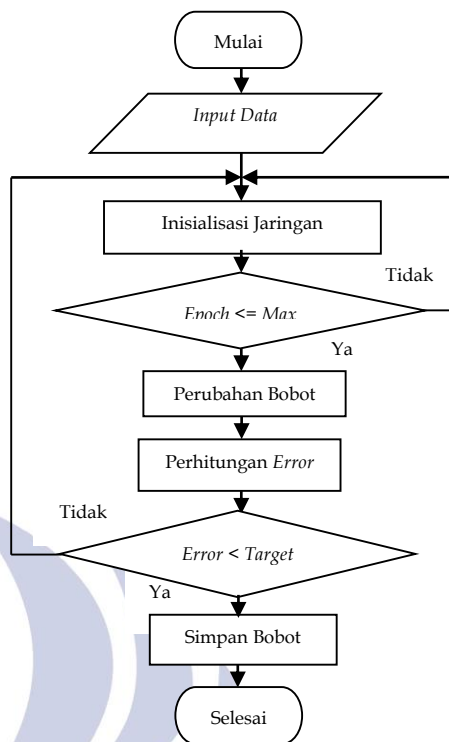 Mulai
Input Data
Inisialisasi Jaringan
Tidak
Epoch <= Max
Ya
Perubahan Bobot
Perhitungan Error
Tidak
Error < Target
Ya
Simpan Bobot
Selesai